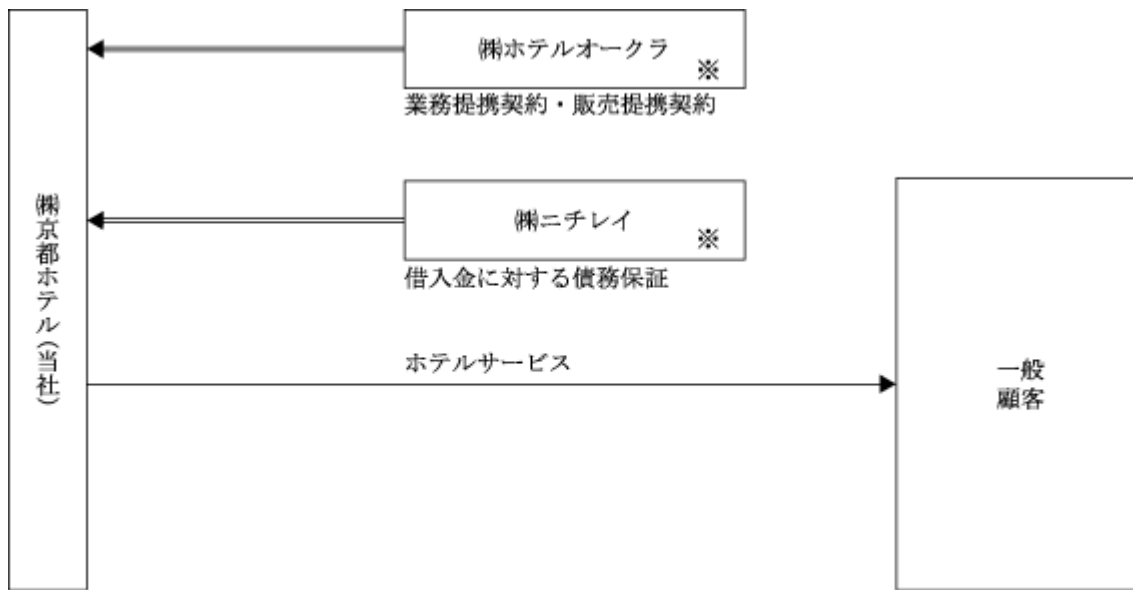 ㈱京都ホテル(当社)
㈱ホテルオークラ
※
業務提携契約・販売提携契約
㈱ニチレイ
※
借入金に対する債務保証
ホテルサービス
一般
顧客